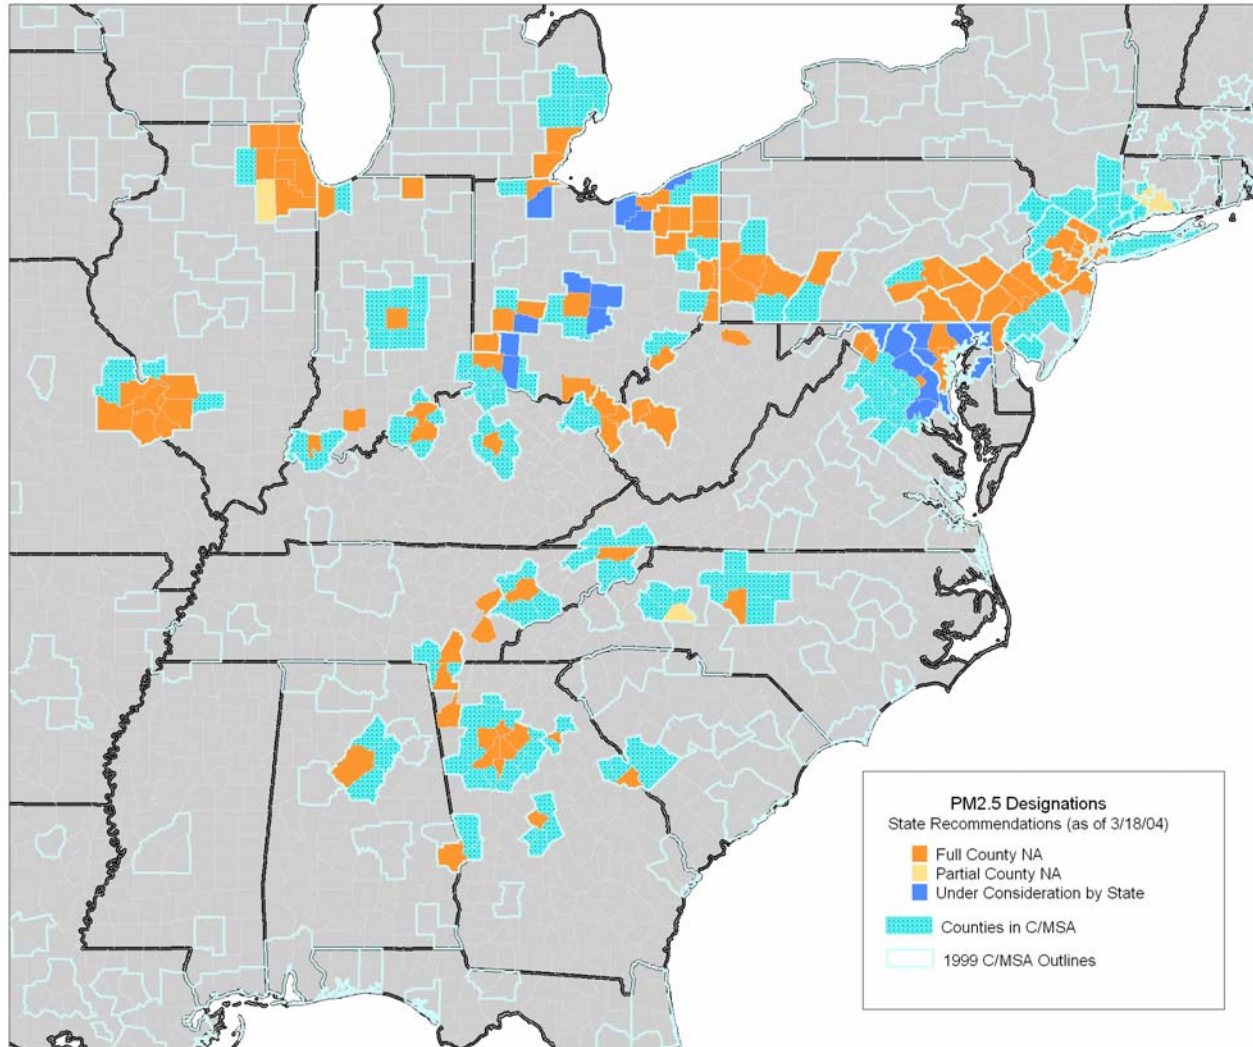 PM2.5 Designations
State Recommendations (as of 3/18/04)
Full County NA
Partial County NA
Under Consideration by State
Counties in C/MSA
1999 C/MSA Outlines